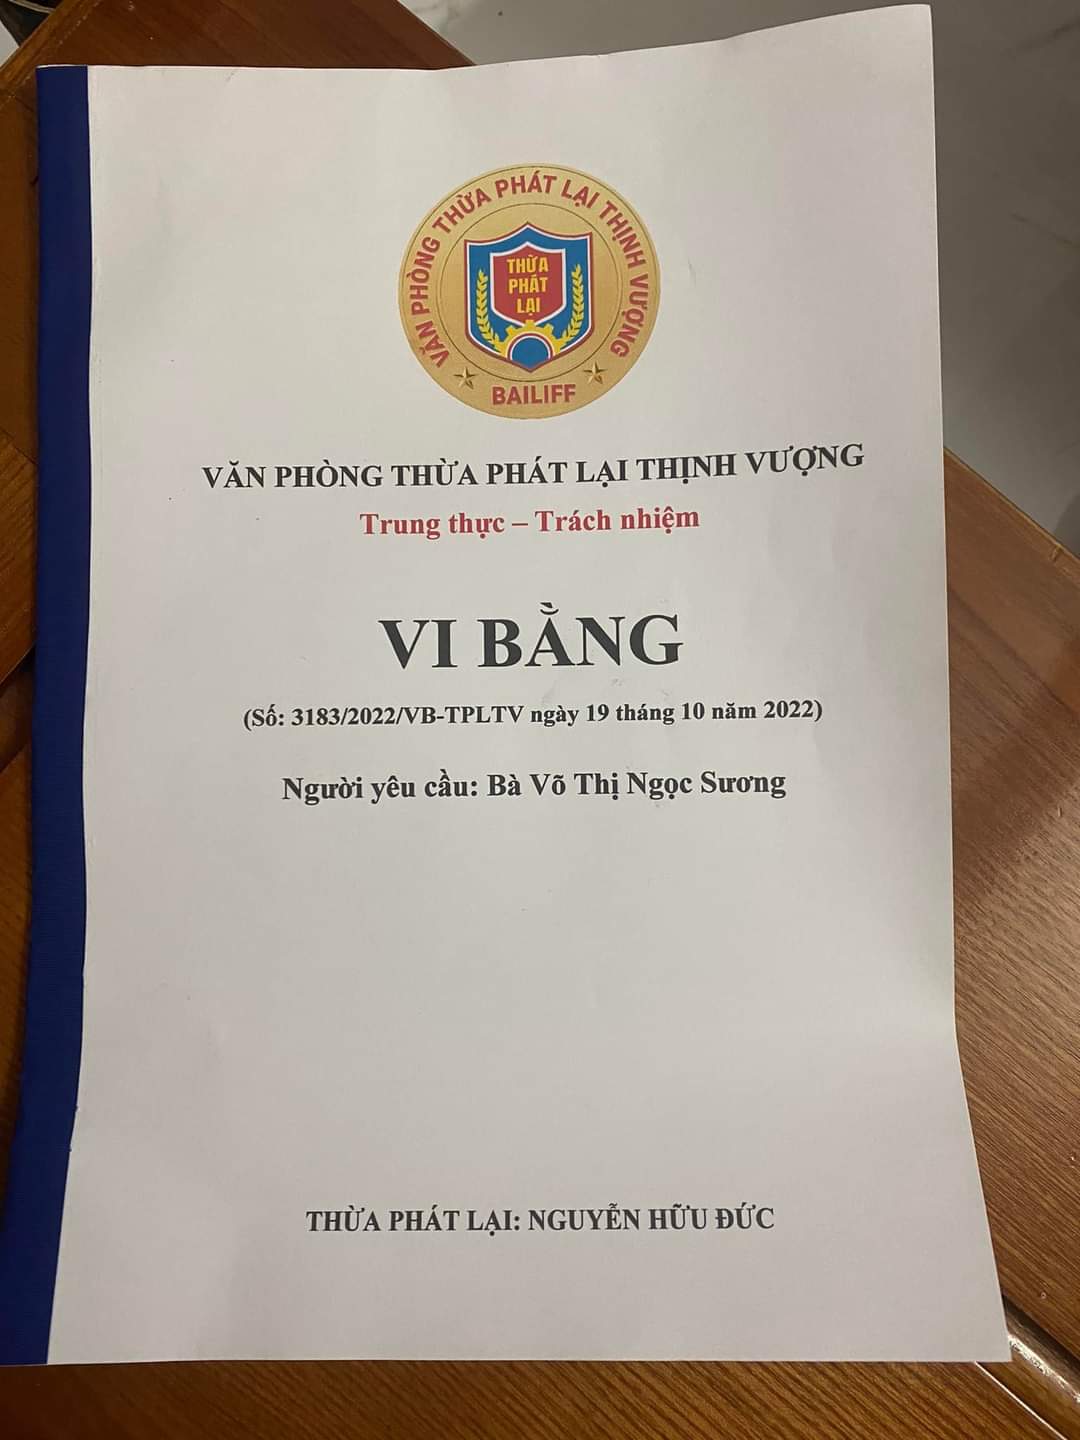 VĂN PHÒNG THỪA PHÁT LẠI THỊNH VƯỢNG
THỪA
PHÁT
LẠI
BAILIFF
VĂN PHÒNG THỪA PHÁT LẠI THỊNH VƯỢNG
Trung thực – Trách nhiệm
VI BẰNG
(Số: 3183/2022/VB-TPLTV ngày 19 tháng 10 năm 2022)
Người yêu cầu: Bà Võ Thị Ngọc Sương
THỪA PHÁT LẠI: NGUYỄN HỮU ĐỨC